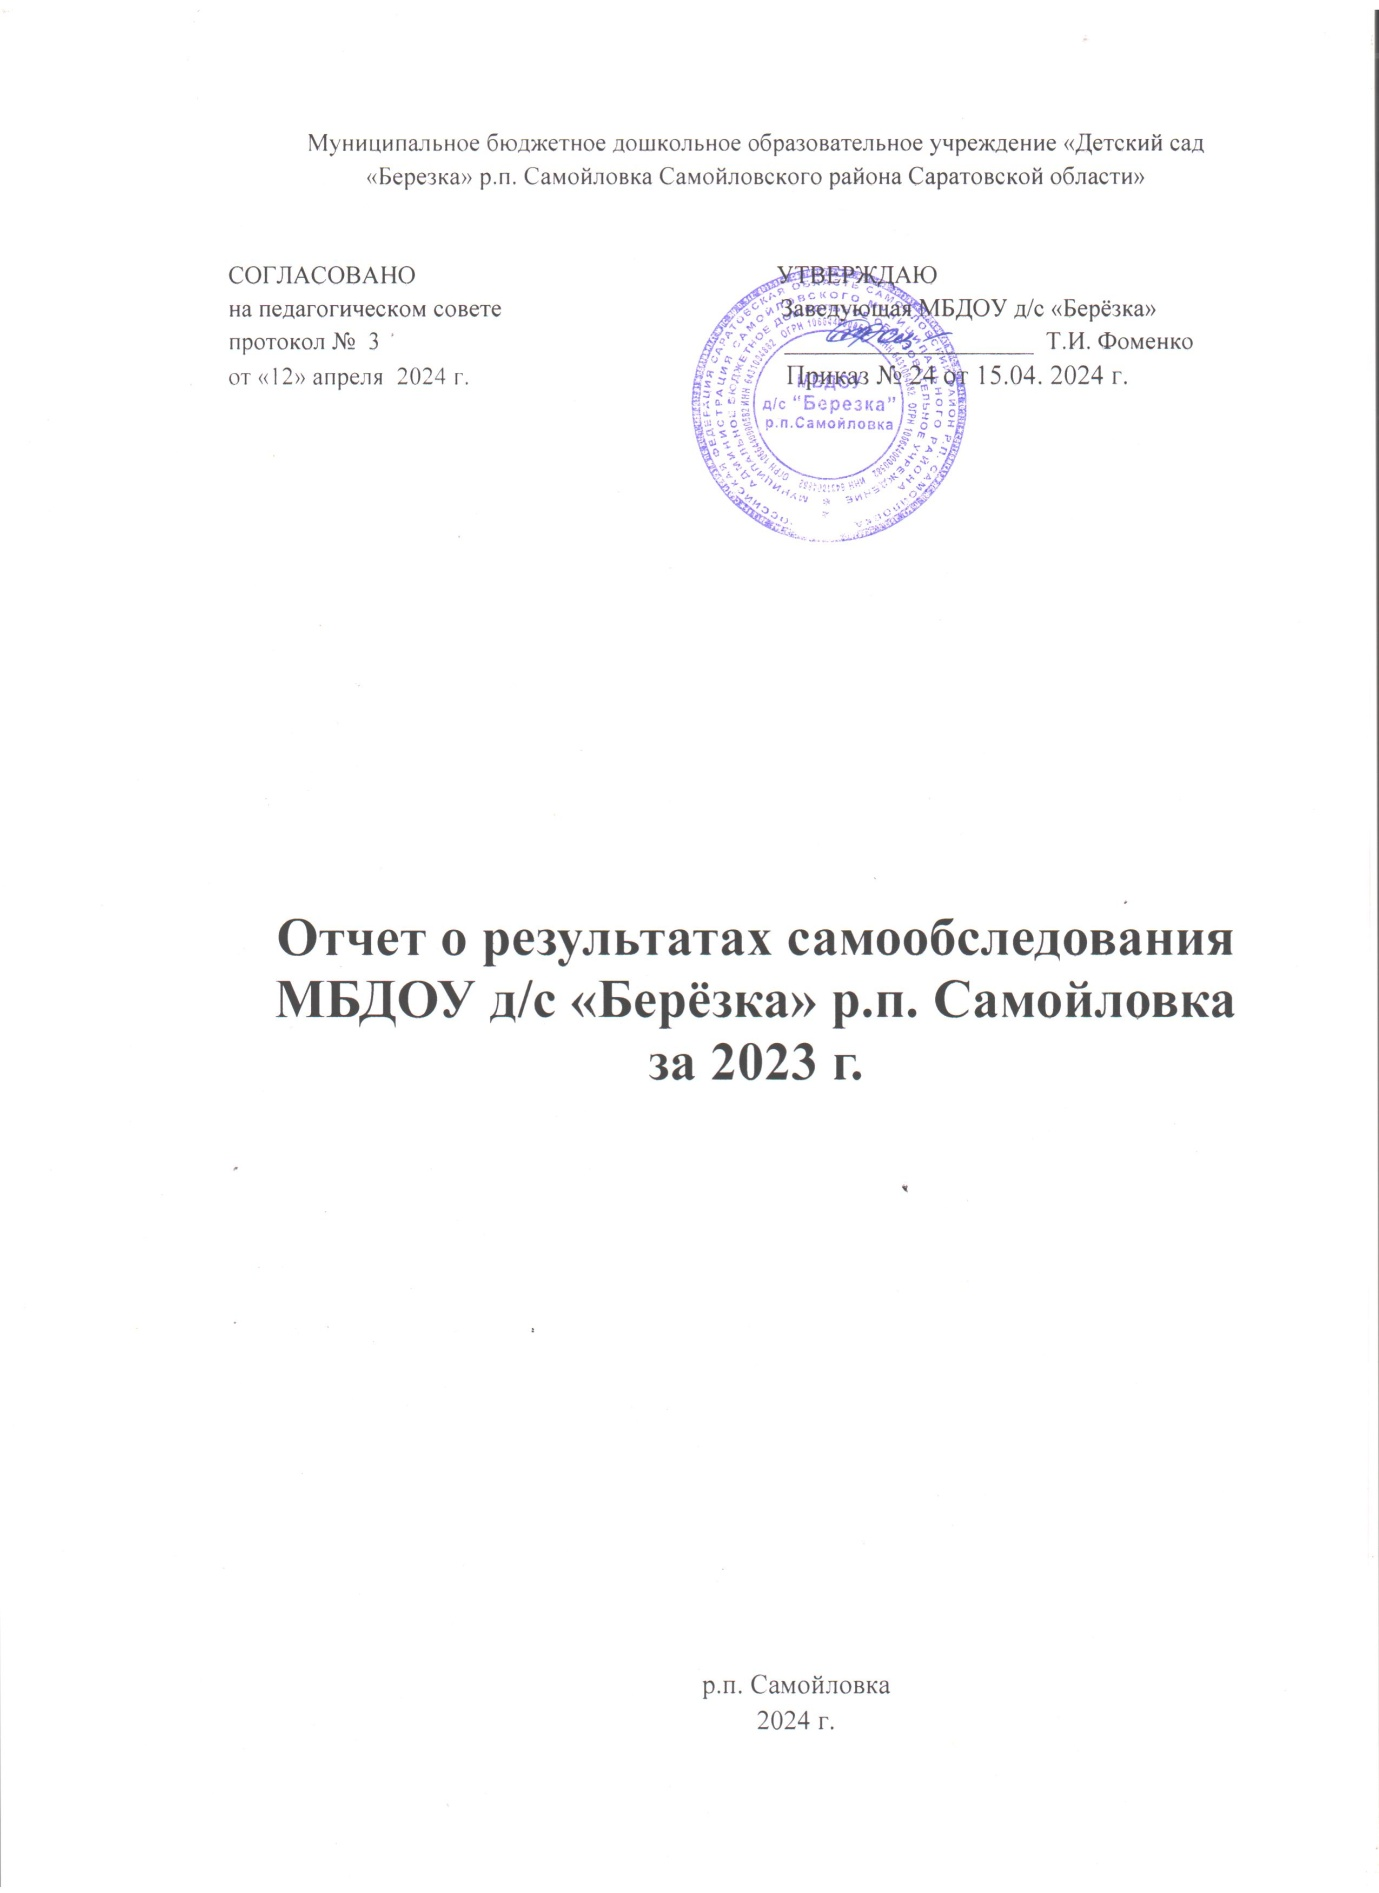 Муниципальное бюджетное дошкольное образовательное учреждение «Детский сад
«Березка» р.п. Самойловка Самойловского района Саратовской области»
СОГЛАСОВАНО
на педагогическом совете
протокол № 3
от «12» апреля 2024 г.
УТВЕРЖДАЮ
Заведующая МБДОУ д/с «Берёзка»
Т.И. Фоменко
Приказ № 24 от 15.04. 2024 г.
МБДОУ
д/с "Березка"
р.п.Самойловка
Отчет о результатах самообследования
МБДОУ д/с «Берёзка» р.п. Самойловка
за 2023 г.
р.п. Самойловка
2024 г.